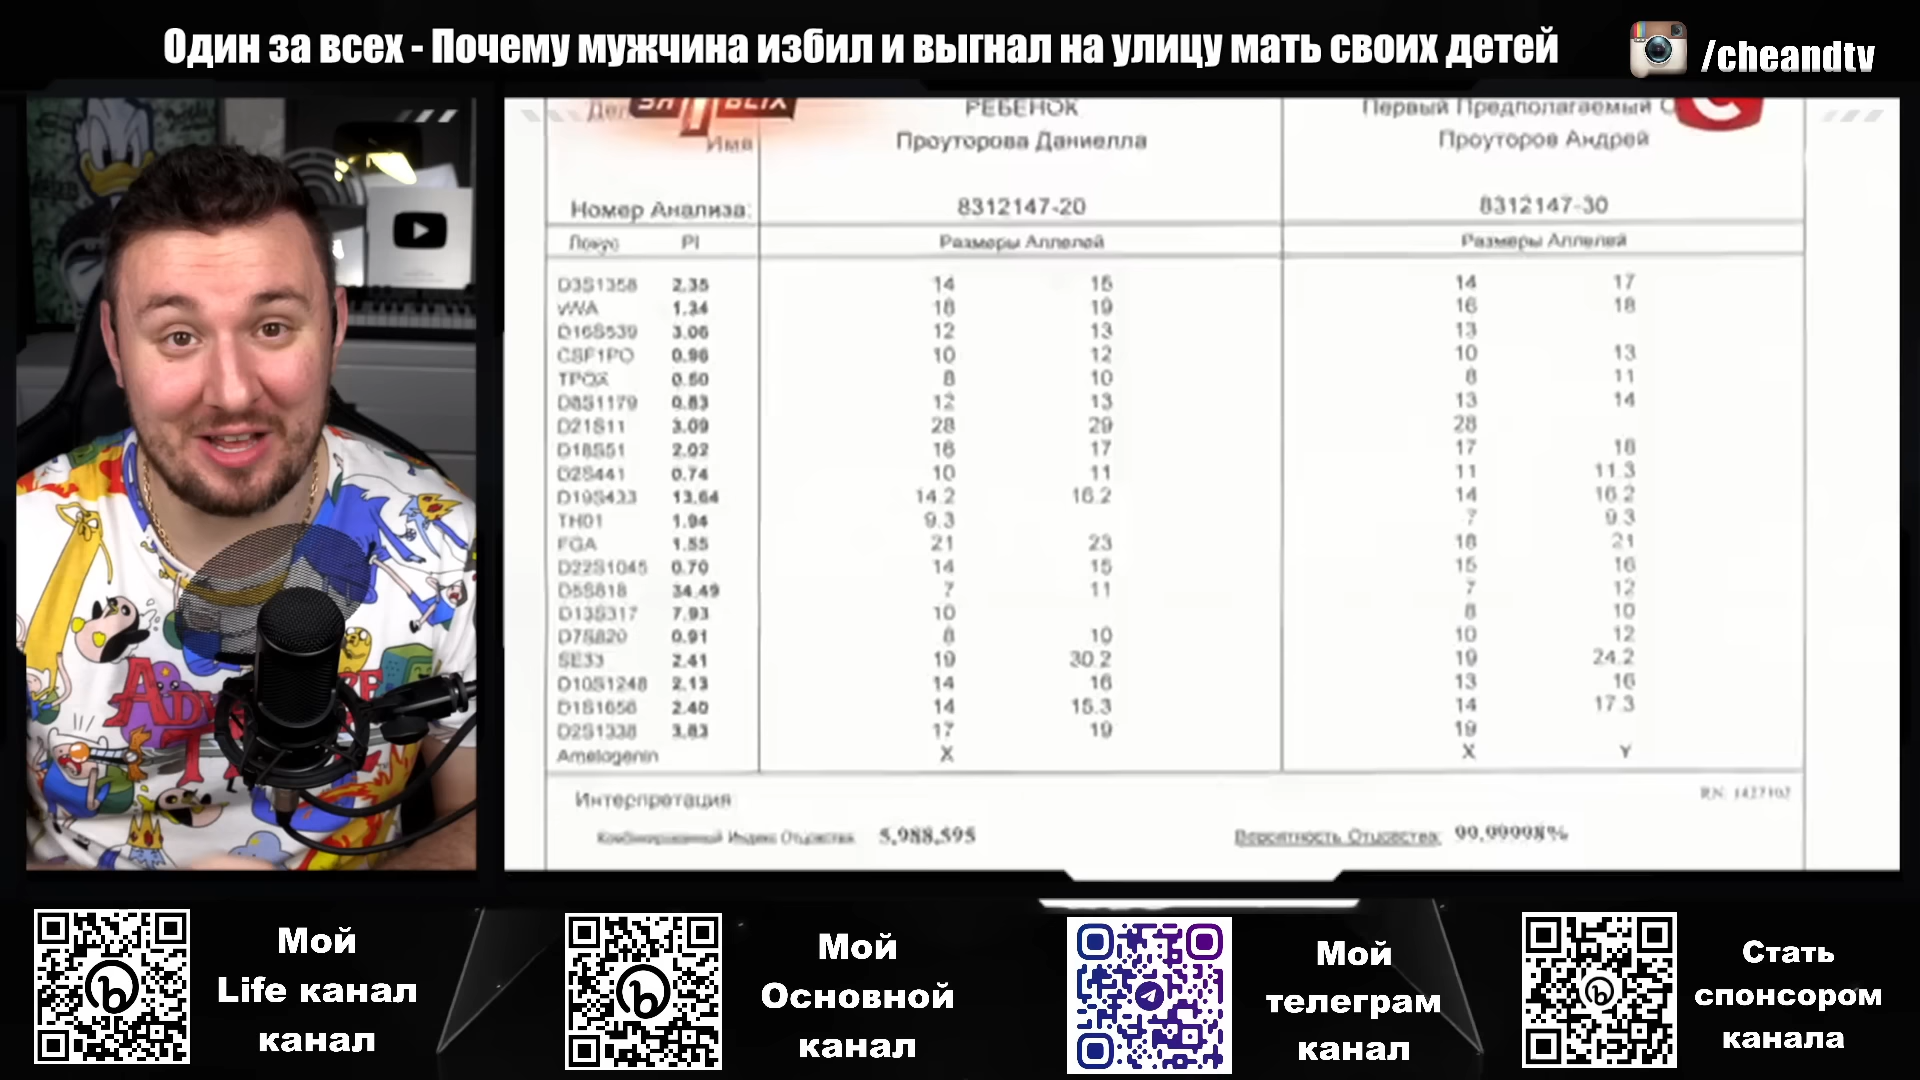 Один за всех - Почему мужчина избил и выгнал на улицу мать своих детей
/cheandtv
РЕБЕНОК Первый Предполагаемый
Имя Проуторова Даниелла Проуторов Андрей
Номер Анализа: 8312147-20 8312147-30
Локус PI Размеры Аллелей Размеры Аллелей
D3S1358 2.35 14 15 14 17
vWA 1.34 18 19 16 18
D16S539 3.06 12 13 13
CSF1PO 0.96 10 12 10 13
TPOX 0.50 8 10 8 11
D8S1179 0.83 12 13 13 14
D21S11 3.09 28 29 28
D18S51 2.02 16 17 17 18
D2S441 0.74 10 11 11 11.3
D19S433 13.64 14.2 16.2 14 16.2
TH01 1.94 9.3 7 9.3
FGA 1.55 21 23 18 21
D22S1045 0.70 14 15 15 16
D5S818 34.49 7 11 7 12
D13S317 7.93 10 8 10
D7S820 0.91 8 10 10 12
SE33 2.41 19 30.2 19 24.2
D10S1248 2.13 14 16 13 16
D1S1656 2.40 14 15.3 14 17.3
D2S1338 3.83 17 19 19
Amelogenin X X Y
Интерпретация
Комбинированный Индекс Отцовства 5,988,595 Вероятность Отцовства: 99.99998%
Мой
Life канал
канал
Мой
Основной
канал
Мой
телеграм
канал
Стать
спонсором
канала